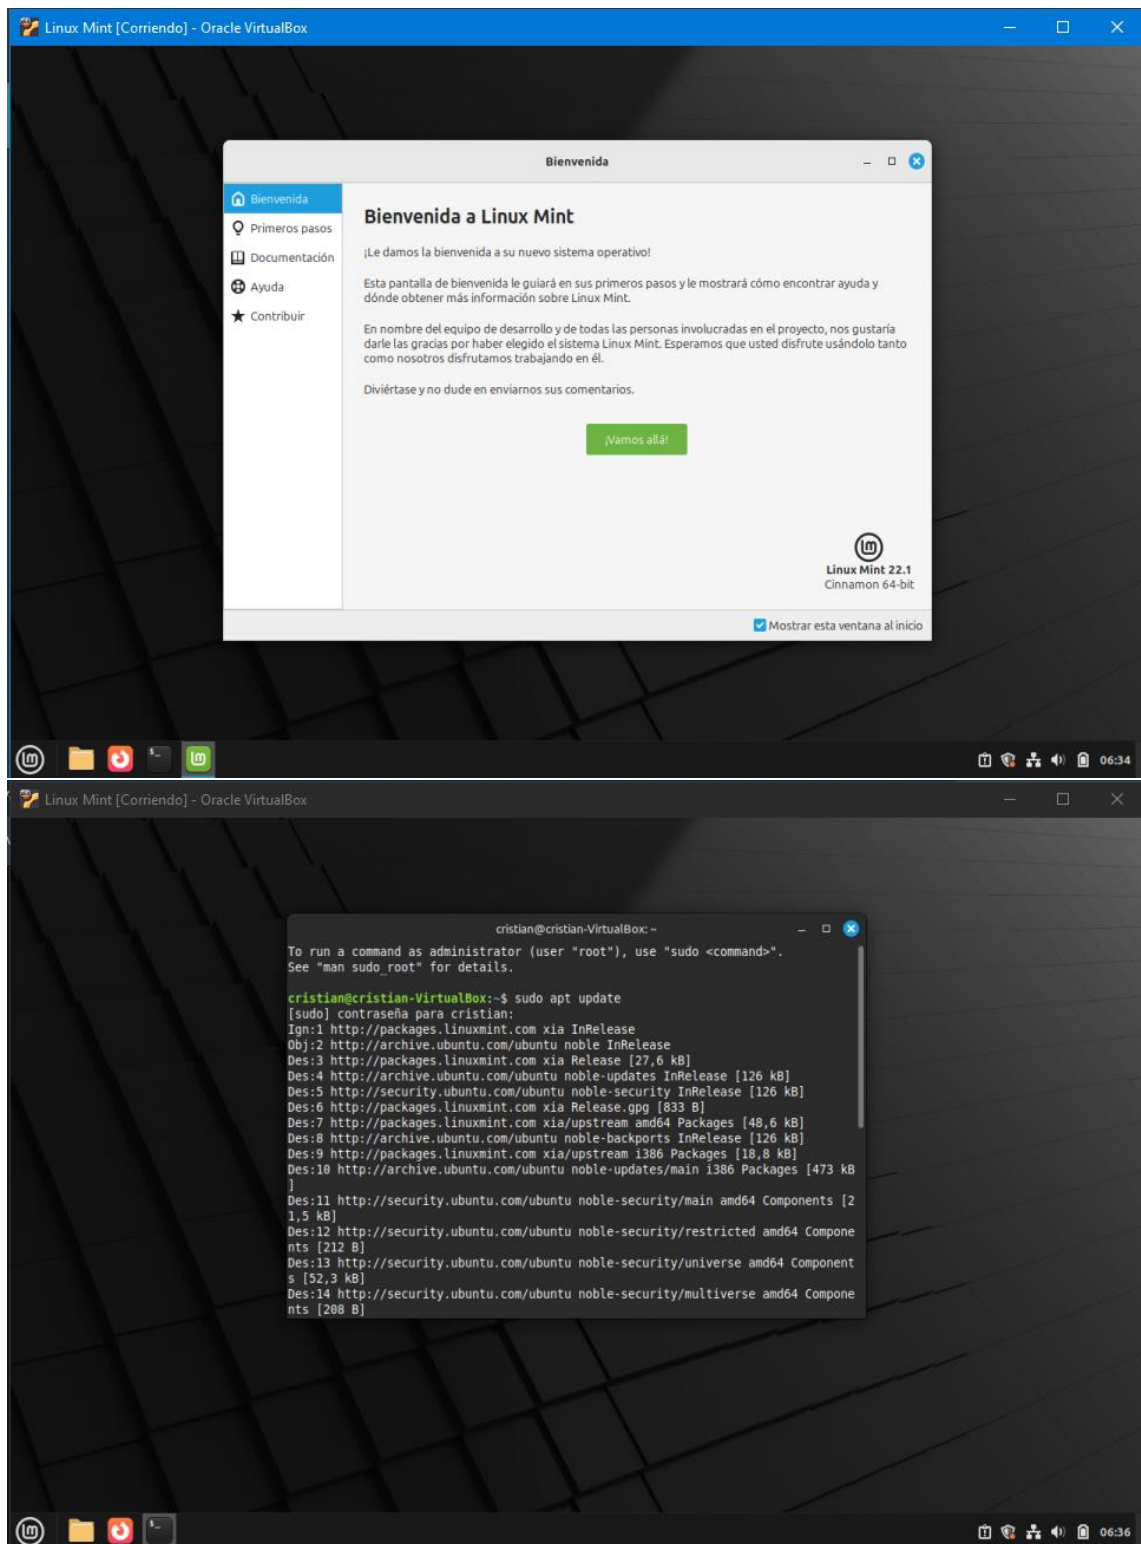 Linux Mint [Corriendo] - Oracle VirtualBox
Bienvenida
Bienvenida
Primeros pasos
Documentación
Ayuda
Contribuir
Bienvenida a Linux Mint
¡Le damos la bienvenida a su nuevo sistema operativo!
Esta pantalla de bienvenida le guiará en sus primeros pasos y le mostrará cómo encontrar ayuda y
dónde obtener más información sobre Linux Mint.
En nombre del equipo de desarrollo y de todas las personas involucradas en el proyecto, nos gustaría
darle las gracias por haber elegido el sistema Linux Mint. Esperamos que usted disfrute usándolo tanto
como nosotros disfrutamos trabajando en él.
Diviértase y no dude en enviarnos sus comentarios.
¡Vamos allá!
Linux Mint 22.1
Cinnamon 64-bit
Mostrar esta ventana al inicio
06:34
Linux Mint [Corriendo] - Oracle VirtualBox
cristian@cristian-VirtualBox: ~
To run a command as administrator (user "root"), use "sudo <command>".
See "man sudo_root" for details.
cristian@cristian-VirtualBox:~$ sudo apt update
[sudo] contraseña para cristian:
Ign:1 http://packages.linuxmint.com xia InRelease
Obj:2 http://archive.ubuntu.com/ubuntu noble InRelease
Des:3 http://packages.linuxmint.com xia Release [27,6 kB]
Des:4 http://archive.ubuntu.com/ubuntu noble-updates InRelease [126 kB]
Des:5 http://security.ubuntu.com/ubuntu noble-security InRelease [126 kB]
Des:6 http://packages.linuxmint.com xia Release.gpg [833 B]
Des:7 http://packages.linuxmint.com xia/upstream amd64 Packages [48,6 kB]
Des:8 http://archive.ubuntu.com/ubuntu noble-backports InRelease [126 kB]
Des:9 http://packages.linuxmint.com xia/upstream i386 Packages [18,8 kB]
Des:10 http://archive.ubuntu.com/ubuntu noble-updates/main i386 Packages [473 kB
]
Des:11 http://security.ubuntu.com/ubuntu noble-security/main amd64 Components [2
1,5 kB]
Des:12 http://security.ubuntu.com/ubuntu noble-security/restricted amd64 Compone
nts [212 B]
Des:13 http://security.ubuntu.com/ubuntu noble-security/universe amd64 Component
s [52,3 kB]
Des:14 http://security.ubuntu.com/ubuntu noble-security/multiverse amd64 Compone
nts [208 B]
06:36